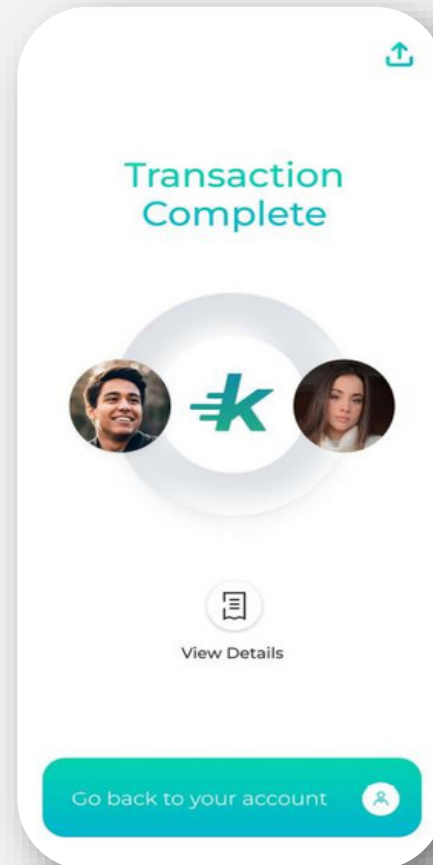 Transaction
Complete
k
View Details
Go back to your account